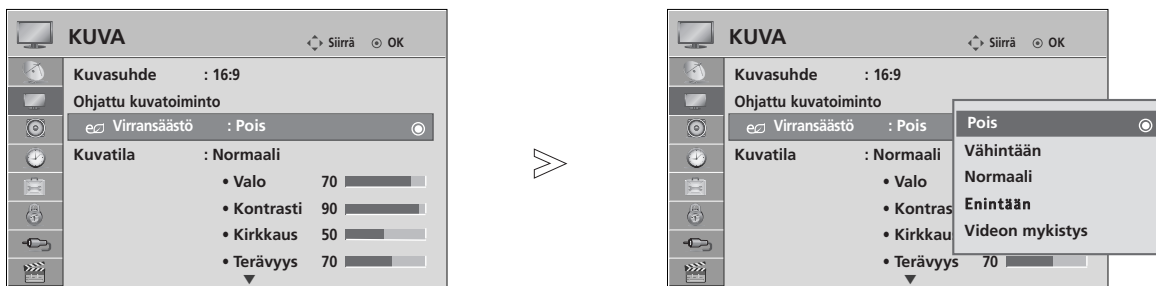 KUVA Siirrä OK
Kuvasuhde : 16:9
Ohjattu kuvatoiminto
Virransäästö : Pois
Kuvatila : Normaali
• Valo 70
• Kontrasti 90
• Kirkkaus 50
• Terävyys 70
KUVA Siirrä OK
Kuvasuhde : 16:9
Ohjattu kuvatoiminto
Virransäästö : Pois
Kuvatila : Normaali
• Valo
• Kontras
• Kirkkau
• Terävyys 70
Pois
Vähintään
Normaali
Enintään
Videon mykistys